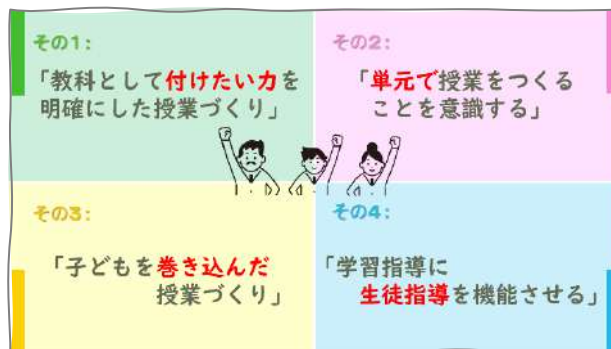 その1:
「教科として付けたい力を
明確にした授業づくり」
その2:
「単元で授業をつくる
ことを意識する」
その3:
「子どもを巻き込んだ
授業づくり」
その4:
「学習指導に
生徒指導を機能させる」